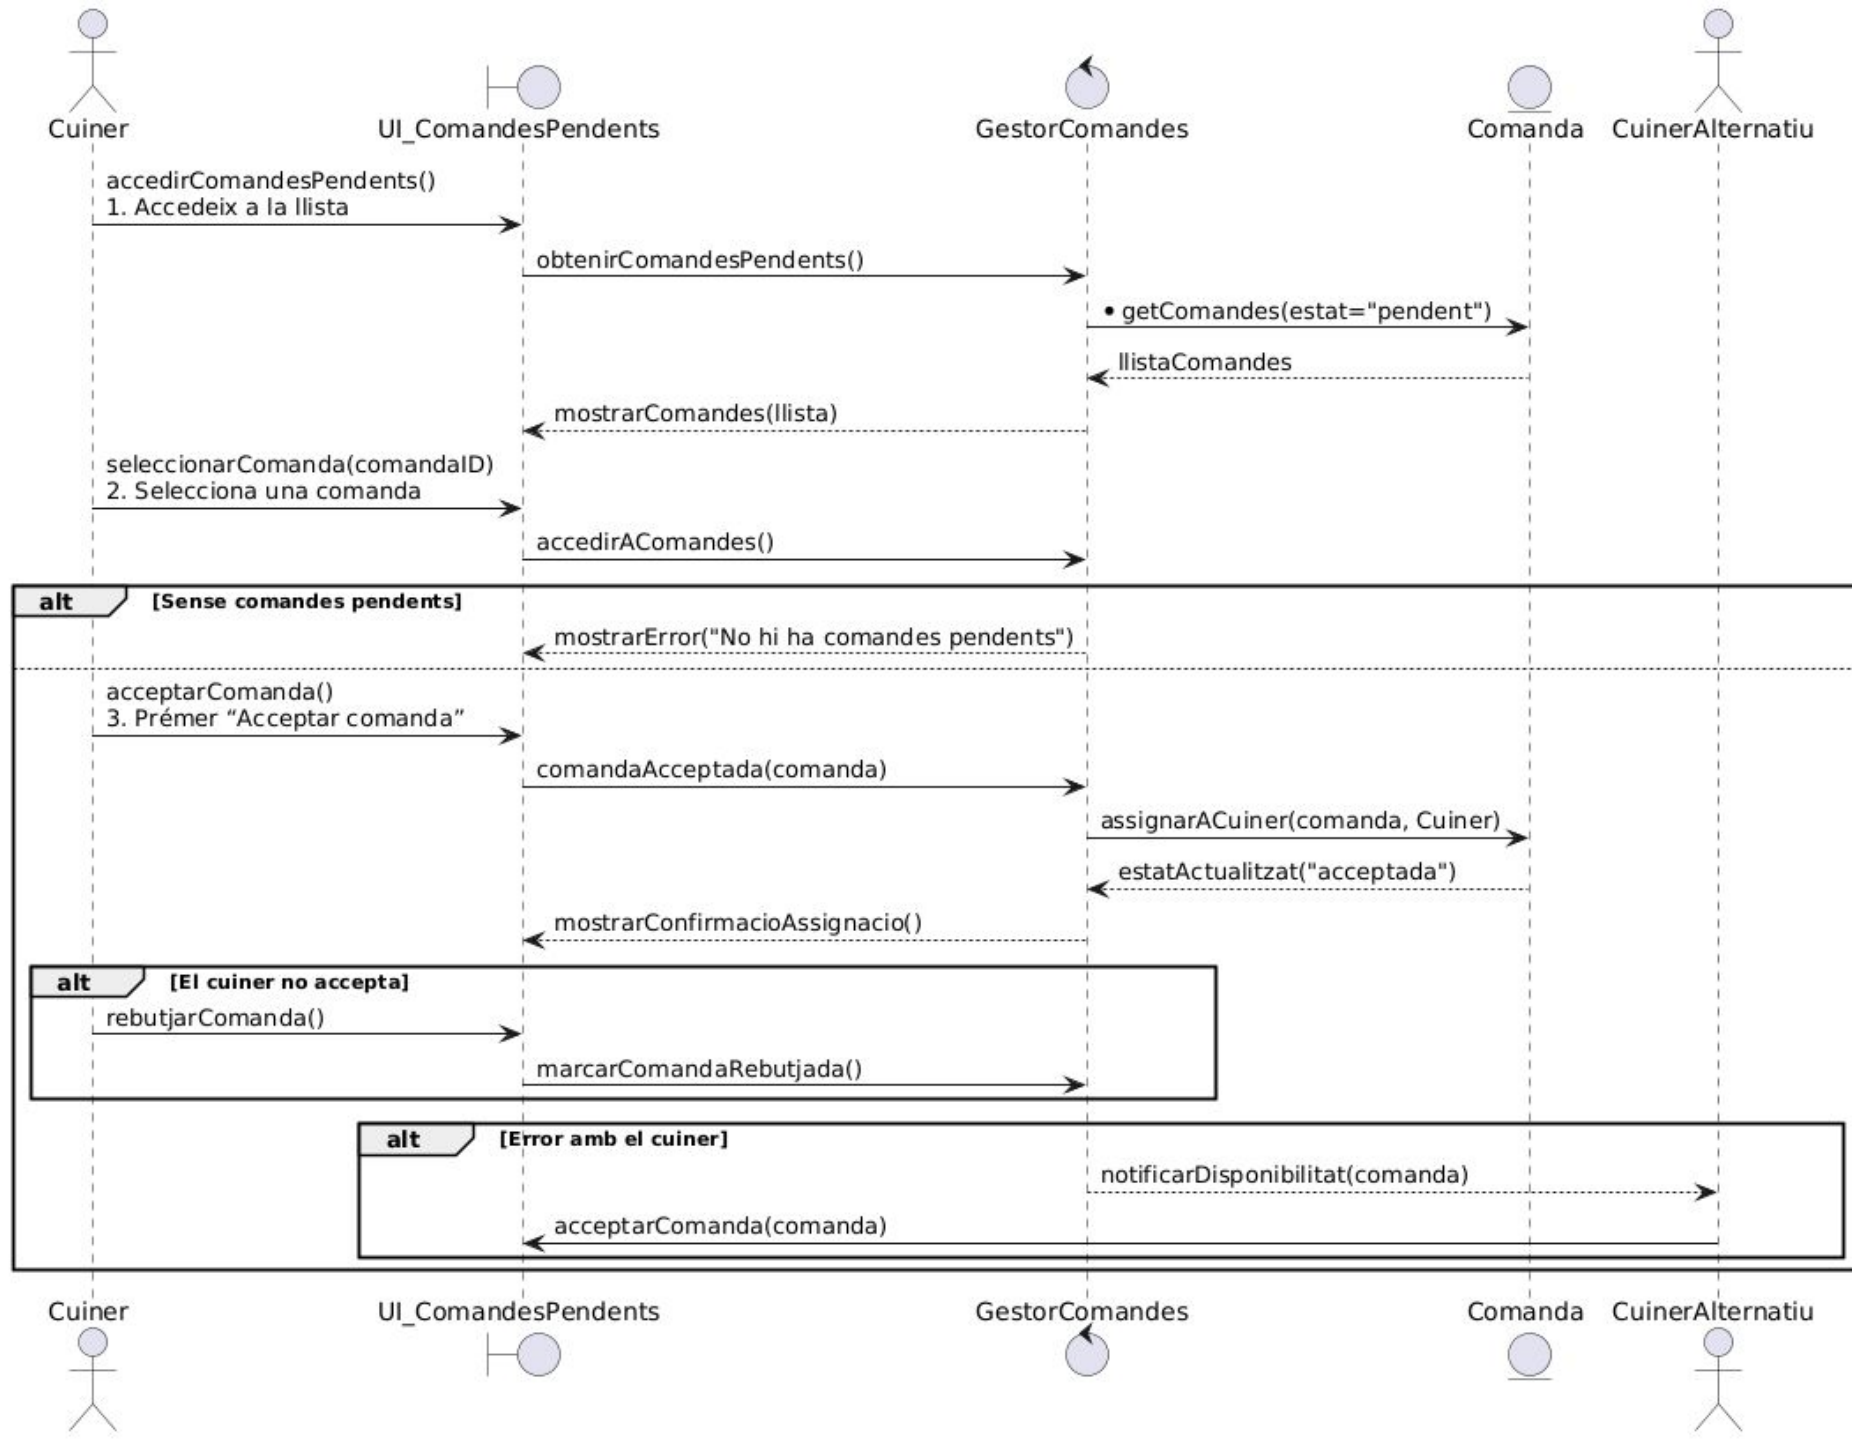 Cuiner
UI_ComandesPendents
GestorComandes
Comanda
CuinerAlternatiu
accedirComandesPendents()
1. Accedeix a la llista
obtenirComandesPendents()
• getComandes(estat="pendent")
llistaComandes
mostrarComandes(llista)
seleccionarComanda(comandaID)
2. Selecciona una comanda
accedirAComandes()
alt [Sense comandes pendents]
mostrarError("No hi ha comandes pendents")
acceptarComanda()
3. Prémer “Acceptar comanda”
comandaAcceptada(comanda)
assignarACuiner(comanda, Cuiner)
estatActualitzat("acceptada")
mostrarConfirmacioAssignacio()
alt [El cuiner no accepta]
rebutjarComanda()
marcarComandaRebutjada()
alt [Error amb el cuiner]
notificarDisponibilitat(comanda)
acceptarComanda(comanda)
Cuiner
UI_ComandesPendents
GestorComandes
Comanda
CuinerAlternatiu